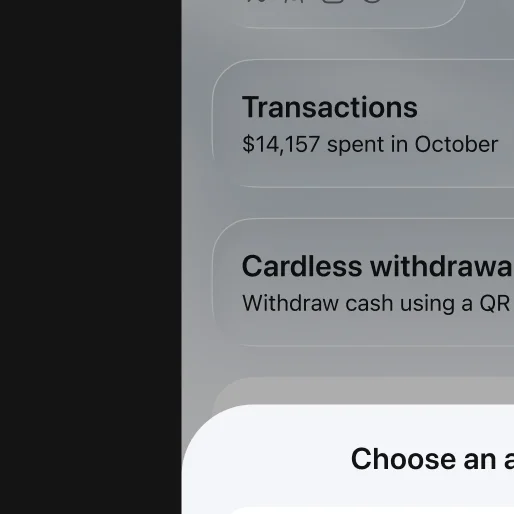 Transactions
$14,157 spent in October
Cardless withdrawa
Withdraw cash using a QR
Choose an a